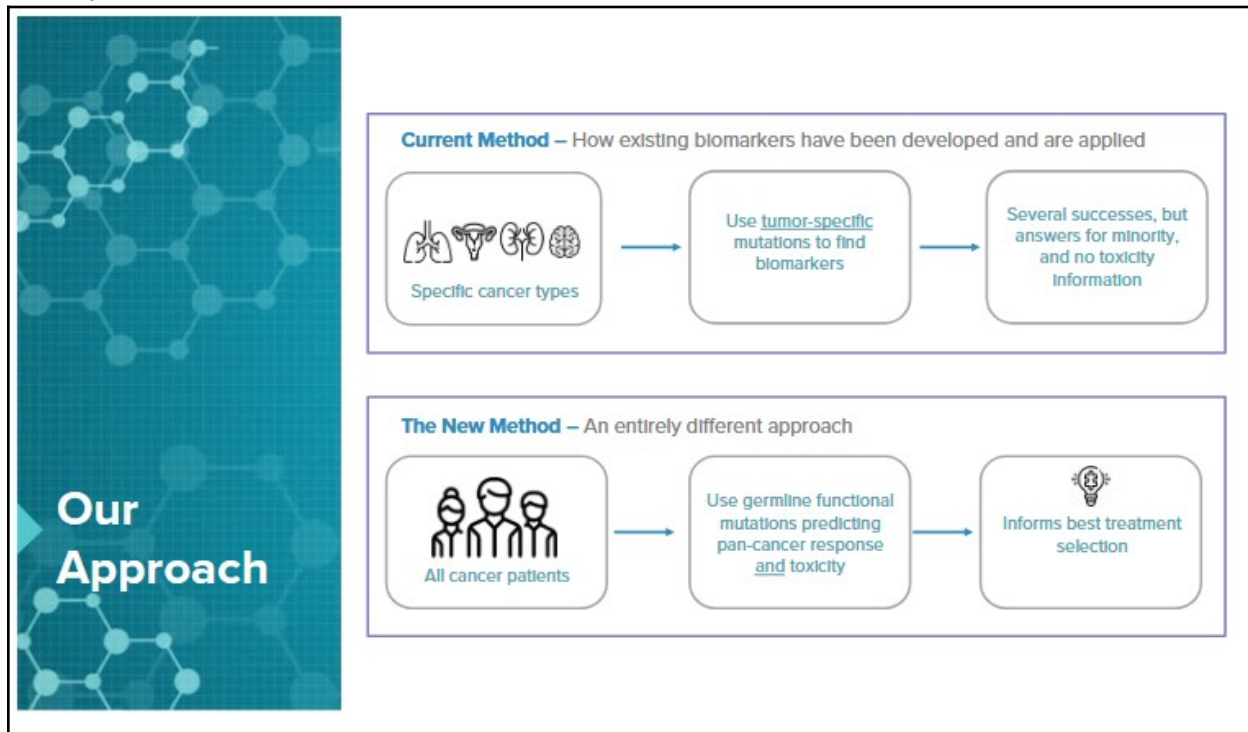 Our
Approach
Current Method – How existing biomarkers have been developed and are applied
Specific cancer types
Use tumor-specific
mutations to find
biomarkers
Several successes, but
answers for minority,
and no toxicity
information
The New Method – An entirely different approach
All cancer patients
Use germline functional
mutations predicting
pan-cancer response
and toxicity
Informs best treatment
selection